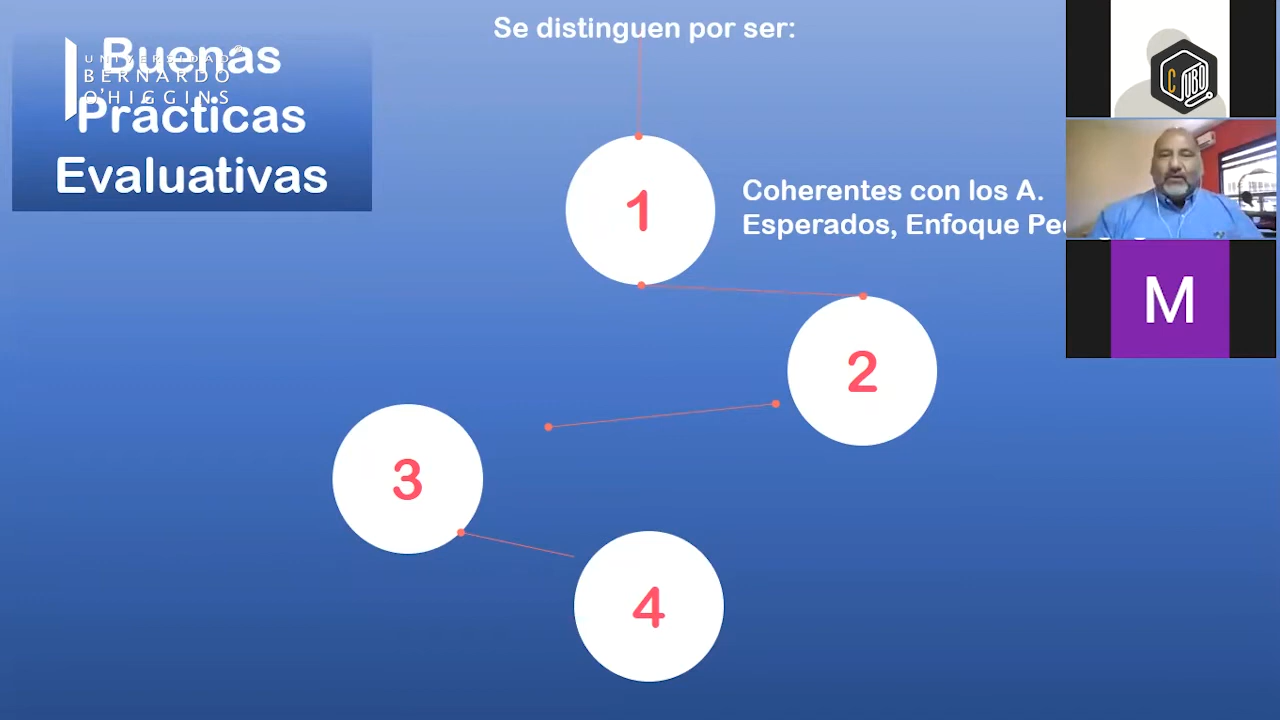 Se distinguen por ser:
Buenas
Prácticas
Evaluativas
UNIVERSIDAD
BERNARDO
O'HIGGINS
®
1
Coherentes con los A.
Esperados, Enfoque
2
3
4
C
UBO
M